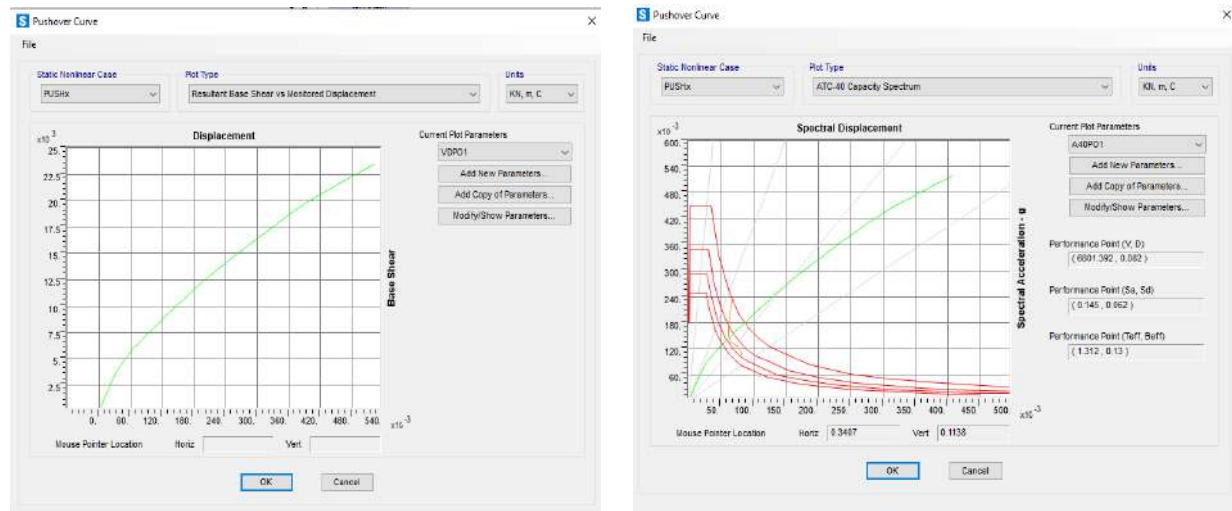 Pushover Curve
File
Static Nonlinear Case
PUSHx
Plot Type
Resultant Base Shear vs Monitored Displacement
Units
KN, m, C
Displacement
x10 3
25.
22.5
20.
17.5
15.
12.5
10.
7.5
5.
2.5
0. 60. 120. 180. 240. 300. 360. 420. 480. 540. x10 -3
Base Shear
Current Plot Parameters
VDPO1
Add New Parameters...
Add Copy of Parameters...
Modify/Show Parameters...
Mouse Pointer Location Horiz Vert
OK Cancel
Pushover Curve
File
Static Nonlinear Case
PUSHx
Plot Type
ATC-40 Capacity Spectrum
Units
KN, m, C
Spectral Displacement
x10 -3
600.
540.
480.
420.
360.
300.
240.
180.
120.
60.
50. 100. 150. 200. 250. 300. 350. 400. 450. 500. x10 -3
Spectral Acceleration - g
Current Plot Parameters
A40PO1
Add New Parameters...
Add Copy of Parameters...
Modify/Show Parameters...
Performance Point (V, D)
( 6601.392 , 0.082 )
Performance Point (Sa, Sd)
( 0.145 , 0.062 )
Performance Point (Teff, Beff)
( 1.312 , 0.13 )
Mouse Pointer Location Horiz 0.3407 Vert 0.1138
OK Cancel